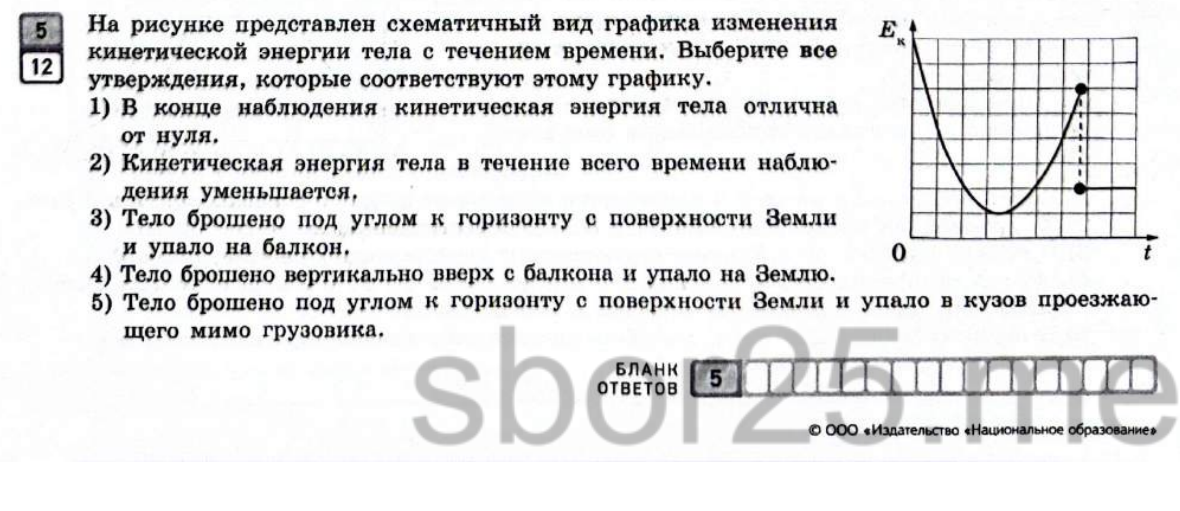 5
12
На рисунке представлен схематичный вид графика изменения
кинетической энергии тела с течением времени. Выберите все
утверждения, которые соответствуют этому графику.
1) В конце наблюдения кинетическая энергия тела отлична
от нуля.
2) Кинетическая энергия тела в течение всего времени наблю-
дения уменьшается.
3) Тело брошено под углом к горизонту с поверхности Земли
и упало на балкон.
4) Тело брошено вертикально вверх с балкона и упало на Землю.
5) Тело брошено под углом к горизонту с поверхности Земли и упало в кузов проезжаю-
щего мимо грузовика.
Eк
0
t
БЛАНК
ОТВЕТОВ
5
sbor25.me
© ООО «Издательство «Национальное образование»